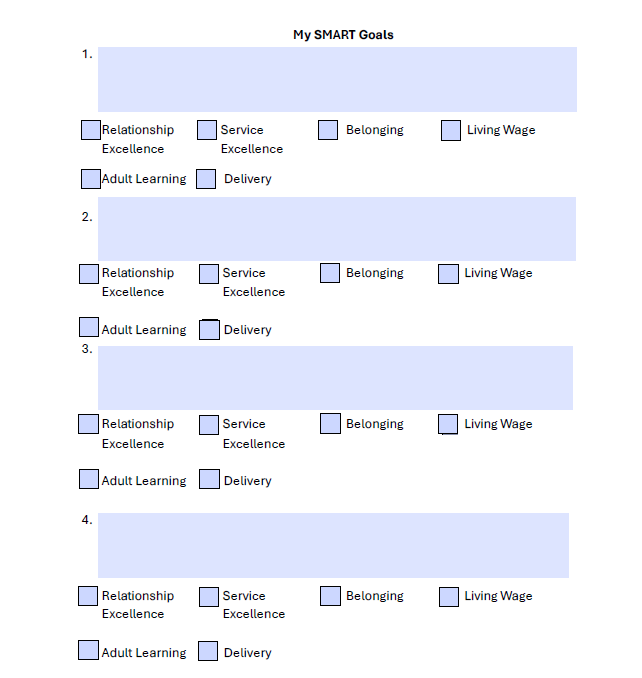 My SMART Goals
1.
Relationship Service Belonging Living Wage
Excellence Excellence
Adult Learning Delivery
2.
Relationship Service Belonging Living Wage
Excellence Excellence
Adult Learning Delivery
3.
Relationship Service Belonging Living Wage
Excellence Excellence
Adult Learning Delivery
4.
Relationship Service Belonging Living Wage
Excellence Excellence
Adult Learning Delivery